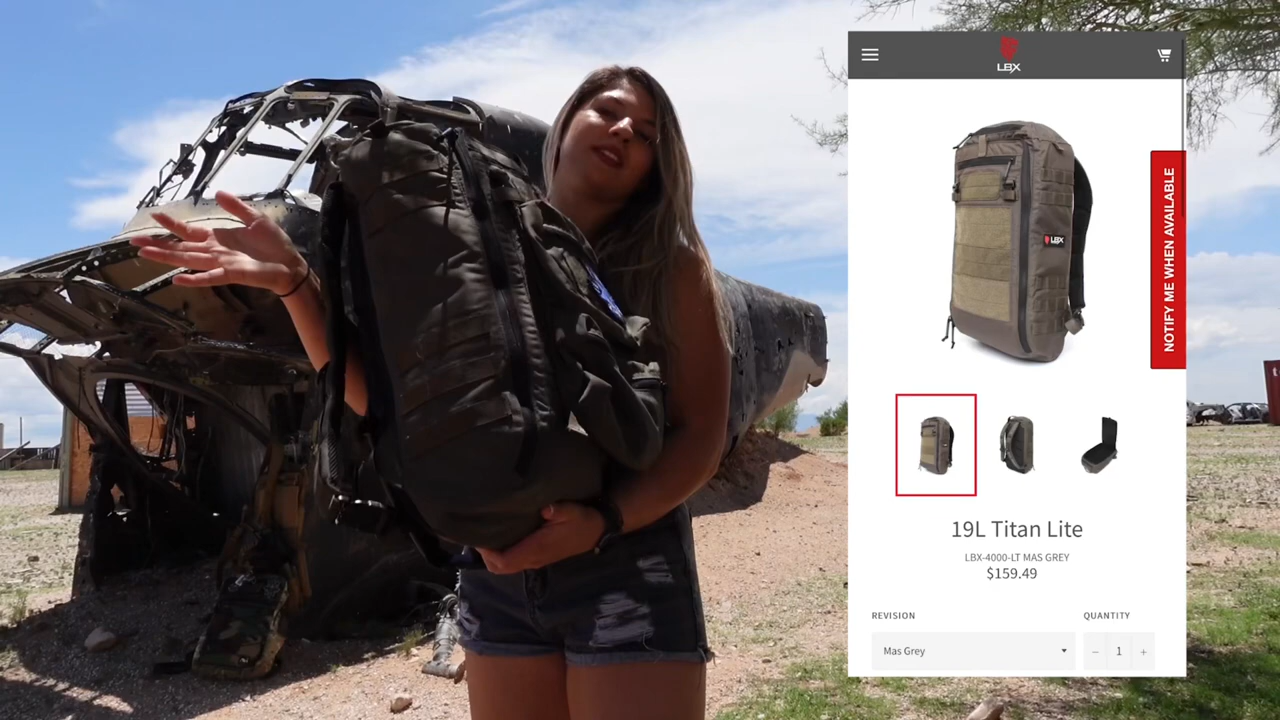 LBX
NOTIFY ME WHEN AVAILABLE
LBX
19L Titan Lite
LBX-4000-LT MAS GREY
$159.49
REVISION
QUANTITY
Mas Grey
− 1 +